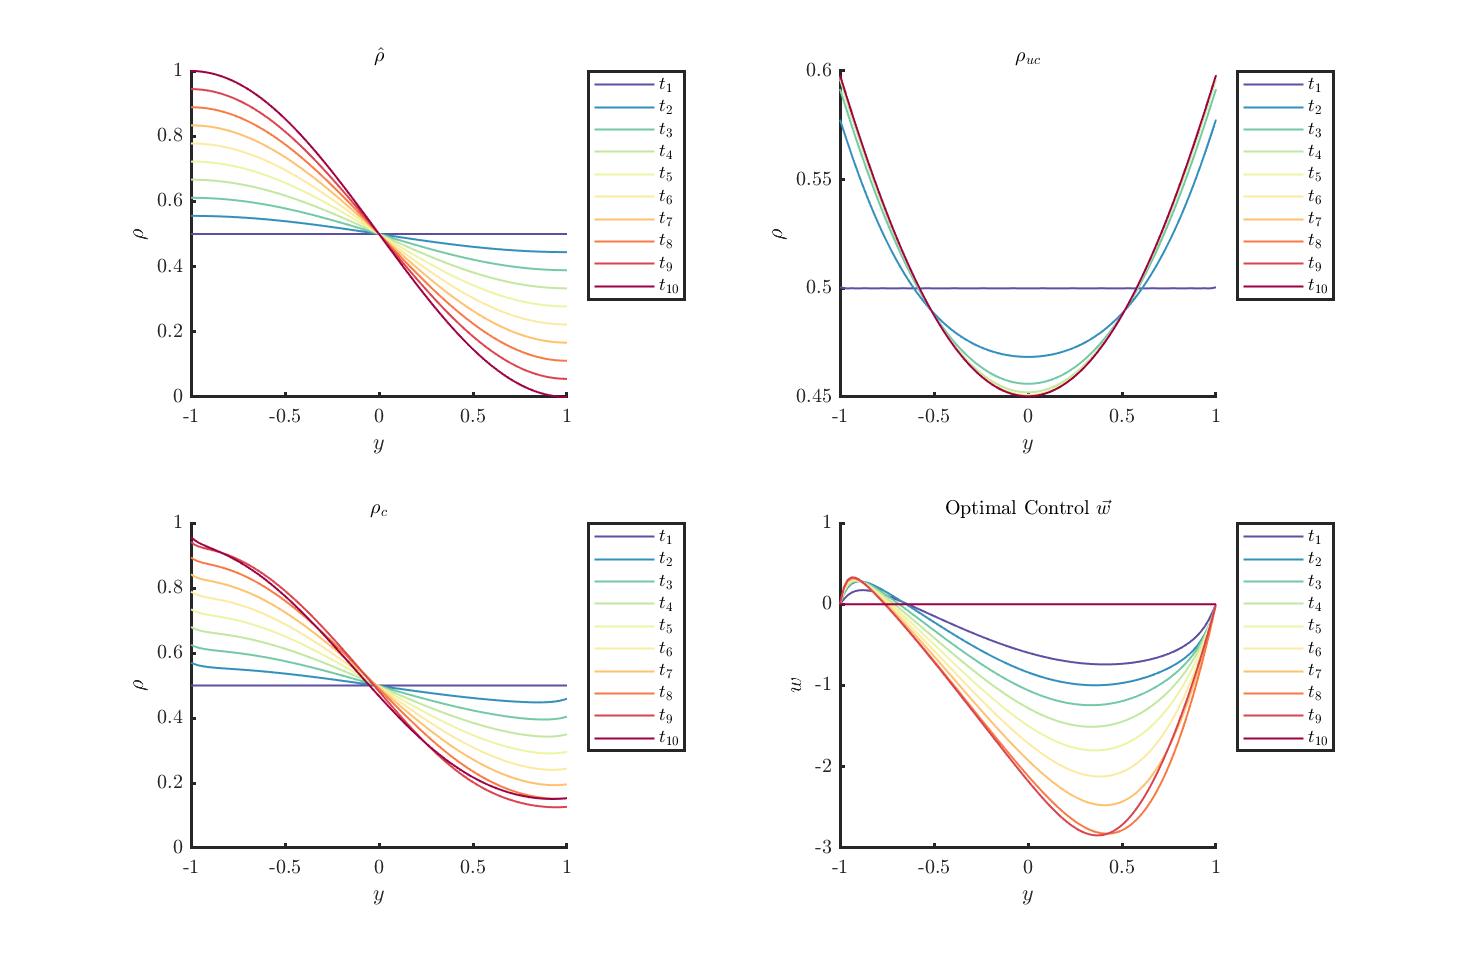 ρ̂
1
0.8
0.6
0.4
0.2
0
ρ
-1 -0.5 0 0.5 1
y
t₁
t₂
t₃
t₄
t₅
t₆
t₇
t₈
t₉
t₁₀
ρ_uc
0.6
0.55
0.5
0.45
ρ
-1 -0.5 0 0.5 1
y
t₁
t₂
t₃
t₄
t₅
t₆
t₇
t₈
t₉
t₁₀
ρ_c
1
0.8
0.6
0.4
0.2
0
ρ
-1 -0.5 0 0.5 1
y
t₁
t₂
t₃
t₄
t₅
t₆
t₇
t₈
t₉
t₁₀
Optimal Control w⃗
1
0
-1
-2
-3
w
-1 -0.5 0 0.5 1
y
t₁
t₂
t₃
t₄
t₅
t₆
t₇
t₈
t₉
t₁₀